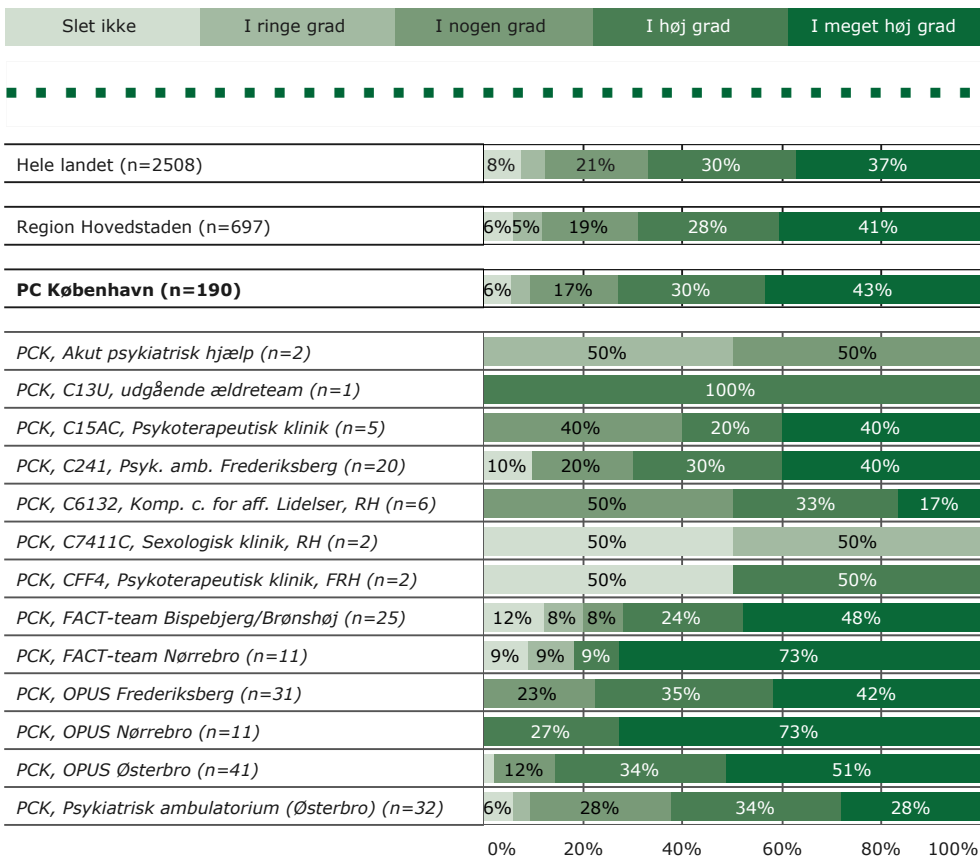 Slet ikke I ringe grad I nogen grad I høj grad I meget høj grad
Hele landet (n=2508) 8% 21% 30% 37%
Region Hovedstaden (n=697) 6% 5% 19% 28% 41%
PC København (n=190) 6% 17% 30% 43%
PCK, Akut psykiatrisk hjælp (n=2) 50% 50%
PCK, C13U, udgående ældreteam (n=1) 100%
PCK, C15AC, Psykoterapeutisk klinik (n=5) 40% 20% 40%
PCK, C241, Psyk. amb. Frederiksberg (n=20) 10% 20% 30% 40%
PCK, C6132, Komp. c. for aff. Lidelser, RH (n=6) 50% 33% 17%
PCK, C7411C, Sexologisk klinik, RH (n=2) 50% 50%
PCK, CFF4, Psykoterapeutisk klinik, FRH (n=2) 50% 50%
PCK, FACT-team Bispebjerg/Brønshøj (n=25) 12% 8% 8% 24% 48%
PCK, FACT-team Nørrebro (n=11) 9% 9% 9% 73%
PCK, OPUS Frederiksberg (n=31) 23% 35% 42%
PCK, OPUS Nørrebro (n=11) 27% 73%
PCK, OPUS Østerbro (n=41) 12% 34% 51%
PCK, Psykiatrisk ambulatorium (Østerbro) (n=32) 6% 28% 34% 28%
0% 20% 40% 60% 80% 100%